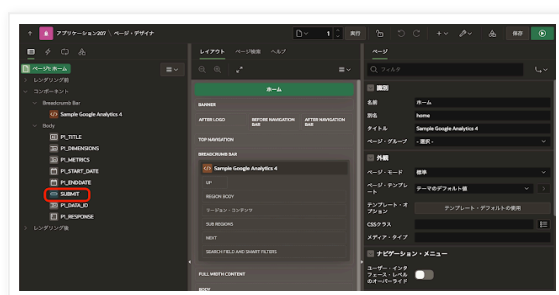 アプリケーション207 \ ページ・デザイナ
1
実行
保存
ページ1: ホーム
レンダリング前
コンポーネント
Breadcrumb Bar
Sample Google Analytics 4
Body
P1_TITLE
P1_DIMENSIONS
P1_METRICS
P1_START_DATE
P1_ENDDATE
SUBMIT
P1_DATA_ID
P1_RESPONSE
レンダリング後
レイアウト ページ検索 ヘルプ
ホーム
BANNER
AFTER LOGO
BEFORE NAVIGATION BAR
AFTER NAVIGATION BAR
TOP NAVIGATION
BREADCRUMB BAR
Sample Google Analytics 4
UP
REGION BODY
リージョン・コンテンツ
SUB REGIONS
NEXT
SEARCH FIELD AND SMART FILTERS
FULL WIDTH CONTENT
BODY
ページ
フィルタ
識別
名前 ホーム
別名 home
タイトル Sample Google Analytics 4
ページ・グループ - 選択 -
外観
ページ・モード 標準
ページ・テンプレート テーマのデフォルト値
テンプレート・オプション テンプレート・デフォルトの使用
CSSクラス
メディア・タイプ
ナビゲーション・メニュー
ユーザー・インタフェース・レベルのオーバーライド